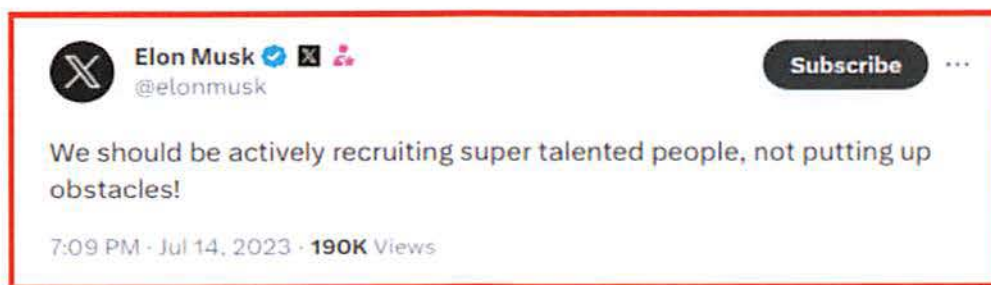 Elon Musk
@elonmusk
Subscribe
We should be actively recruiting super talented people, not putting up
obstacles!
7:09 PM · Jul 14, 2023 · 190K Views